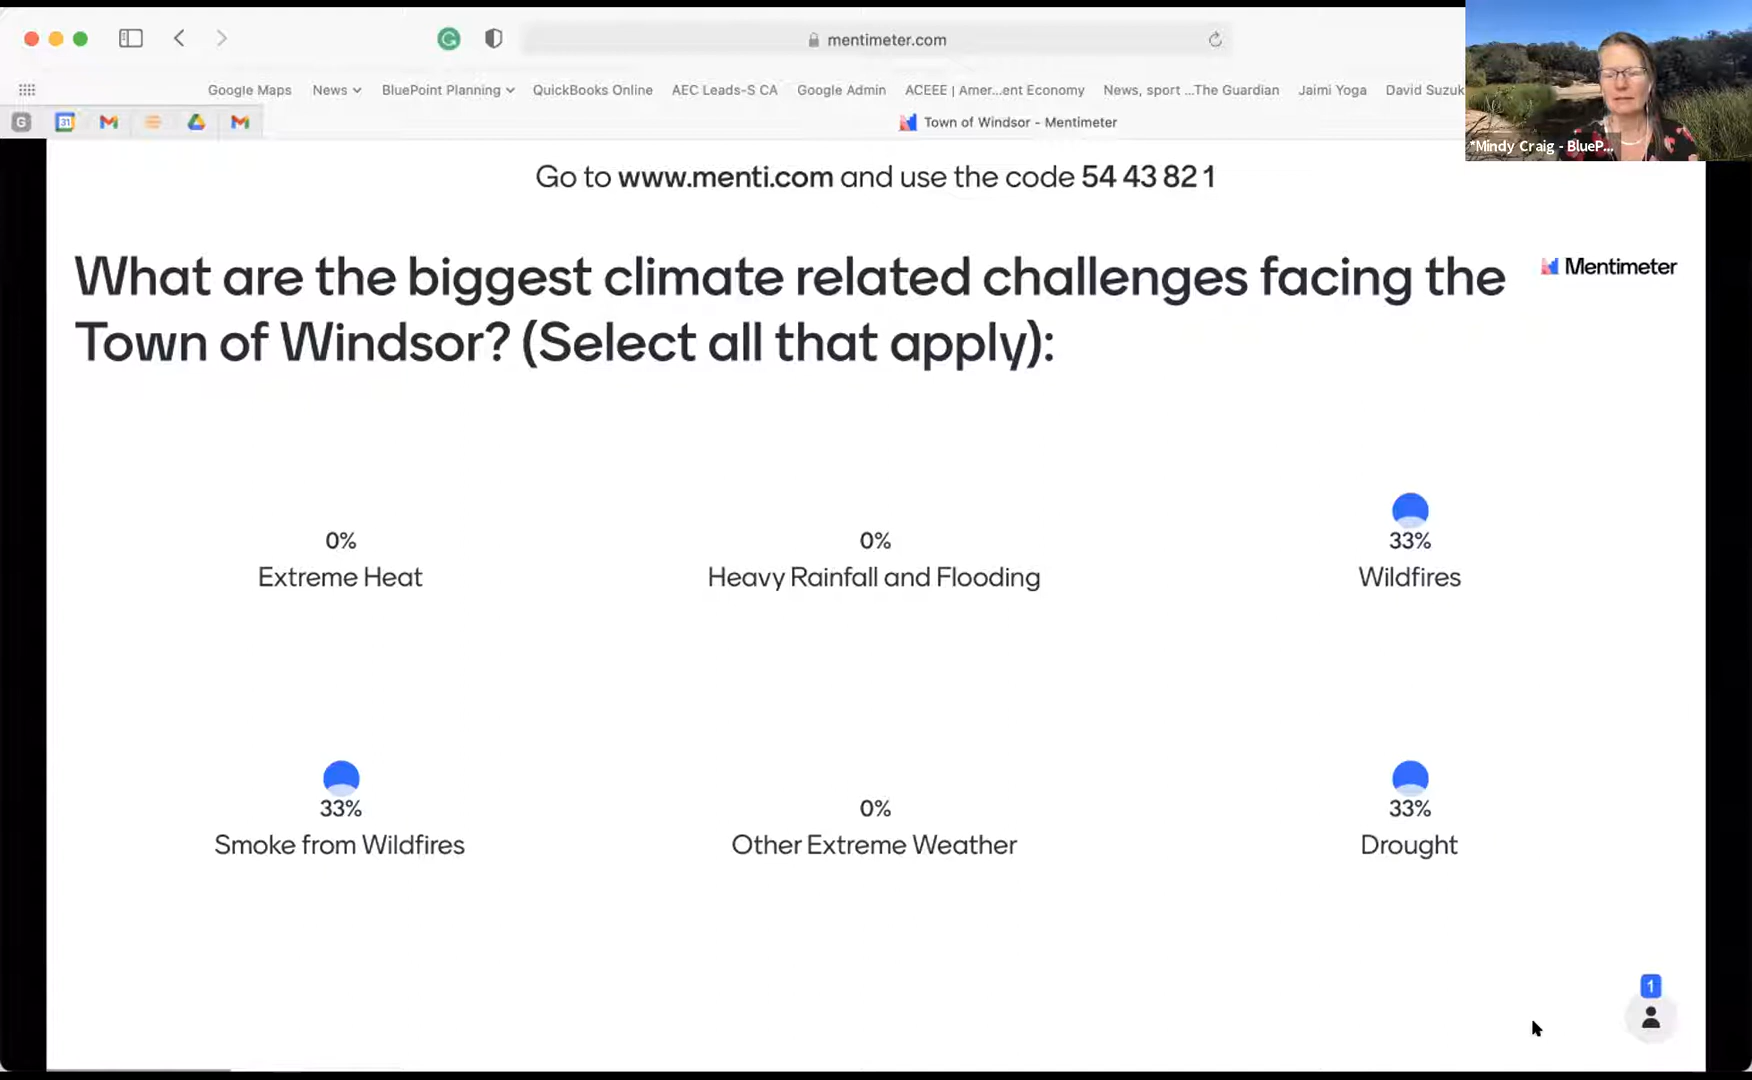 mentimeter.com
Google Maps News BluePoint Planning QuickBooks Online AEC Leads-S CA Google Admin ACEEE | Amer...ent Economy News, sport ...The Guardian Jaimi Yoga David Suzuk
G 31 Town of Windsor - Mentimeter
*Mindy Craig - BlueP...
Go to www.menti.com and use the code 54 43 82 1
What are the biggest climate related challenges facing the
Town of Windsor? (Select all that apply):
Mentimeter
0% 0% 33%
Extreme Heat Heavy Rainfall and Flooding Wildfires
33% 0% 33%
Smoke from Wildfires Other Extreme Weather Drought
1